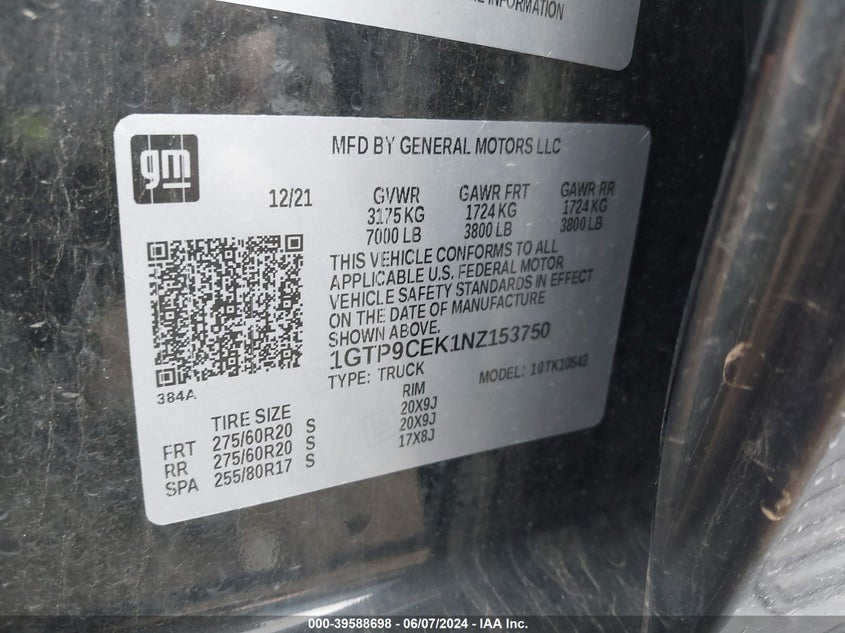 INFORMATION
gm
MFD BY GENERAL MOTORS LLC
12/21
GVWR GAWR FRT GAWR RR
3175 KG 1724 KG 1724 KG
7000 LB 3800 LB 3800 LB
THIS VEHICLE CONFORMS TO ALL
APPLICABLE U.S. FEDERAL MOTOR
VEHICLE SAFETY STANDARDS IN EFFECT
ON THE DATE OF MANUFACTURE
SHOWN ABOVE.
1GTP9CEK1NZ153750
TYPE: TRUCK MODEL: 10TK10543
384A
TIRE SIZE RIM
FRT 275/60R20 S 20X9J
RR 275/60R20 S 20X9J
SPA 255/80R17 S 17X8J
000-39588698 - 06/07/2024 - IAA Inc.